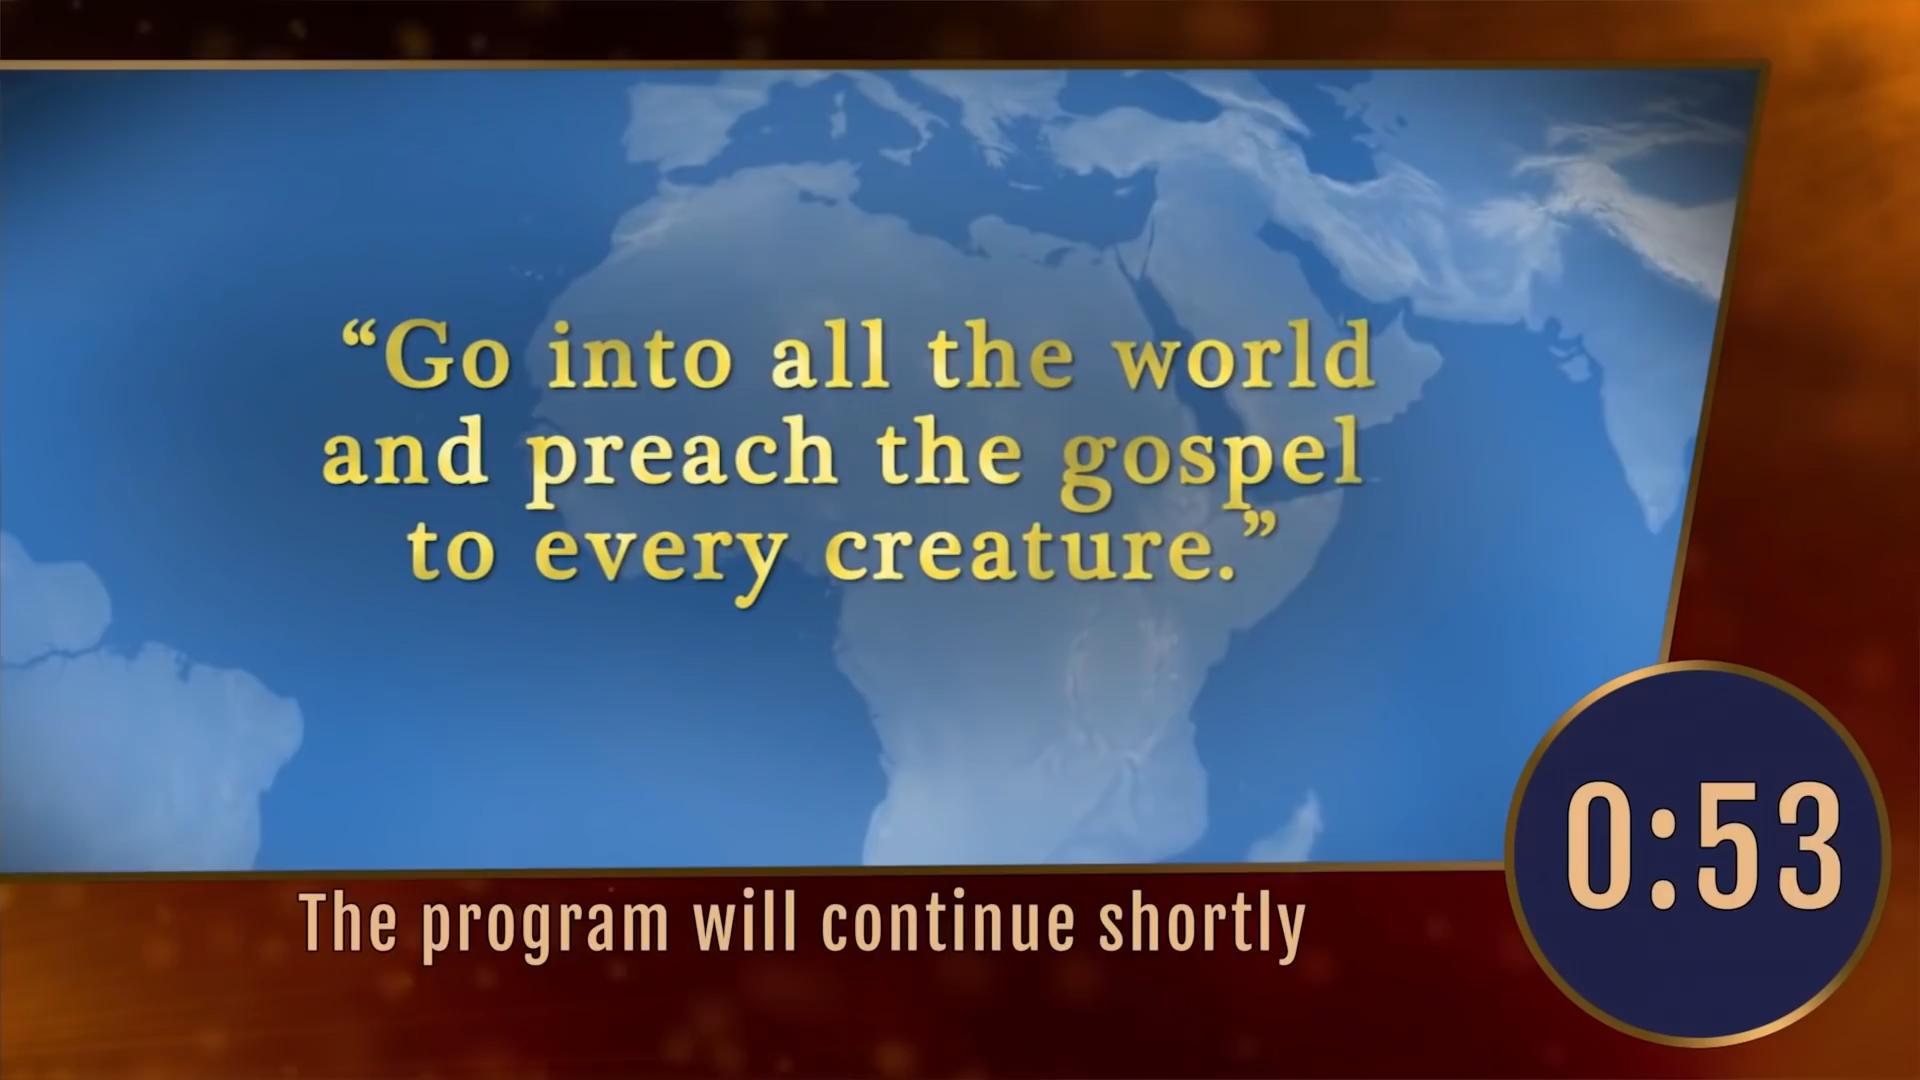 “Go into all the world
and preach the gospel
to every creature.”
0:53
The program will continue shortly